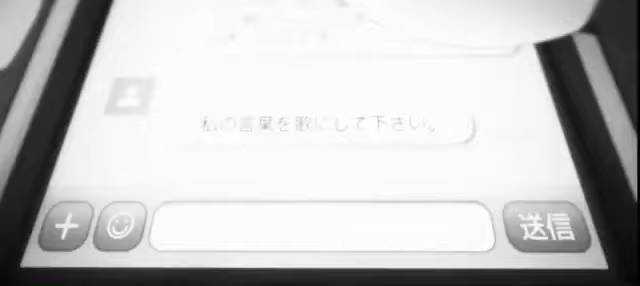 私の言葉を歌にして下さい。
送信